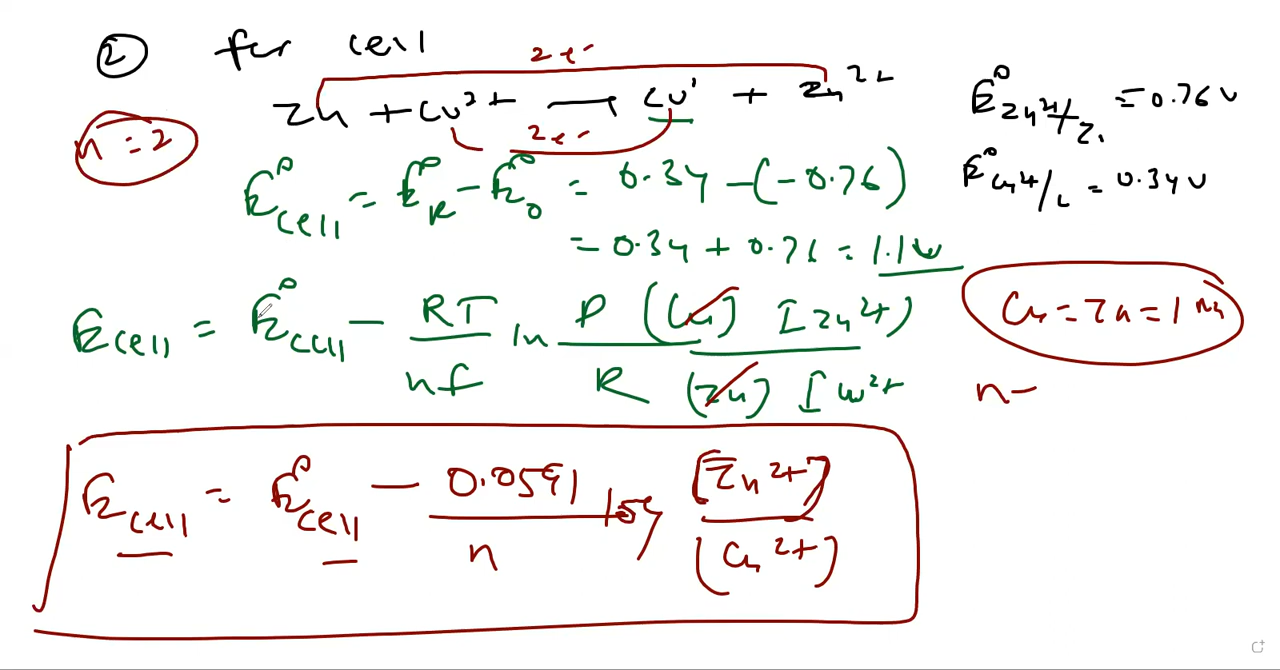 ② for cell
2e-
Zn + Cu2+ — Cu + Zn2+
2e-
n = 2
E°Zn2+/Zn = 0.76 V
E°Cu2+/Cu = 0.34 V
E°cell = E°R - E°O = 0.34 - (-0.76)
= 0.34 + 0.76 = 1.1 V
Ecell = E°cell - RT/nf ln P/R (Cu) [Zn2+) / (Zn) [Cu2+
Cu = Zn = 1
n -
Ecell = E°cell - 0.0591/n log [Zn2+]/(Cu2+)